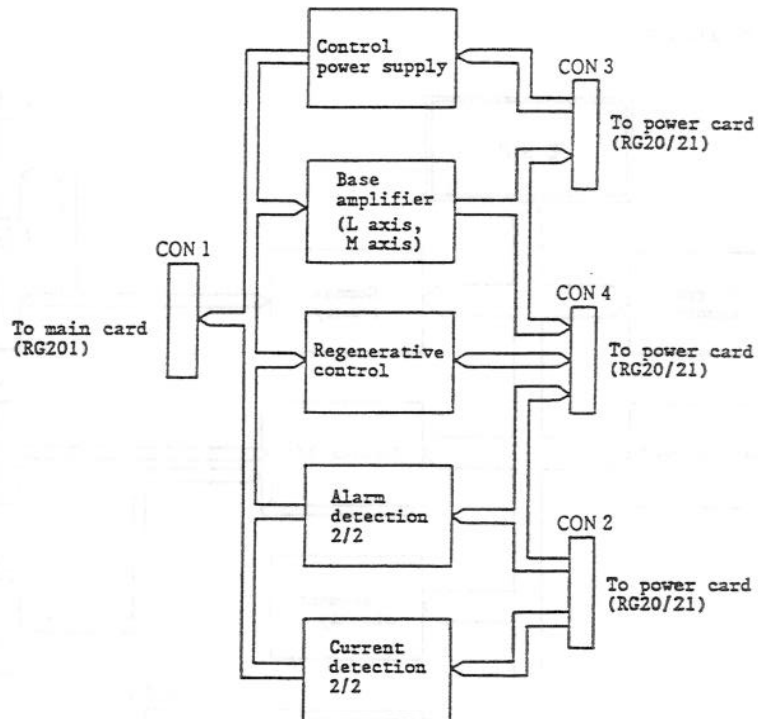 Control
power supply
CON 3
To power card
(RG20/21)
Base
amplifier
(L axis,
M axis)
CON 1
To main card
(RG201)
CON 4
Regenerative
control
To power card
(RG20/21)
Alarm
detection
2/2
CON 2
To power card
(RG20/21)
Current
detection
2/2